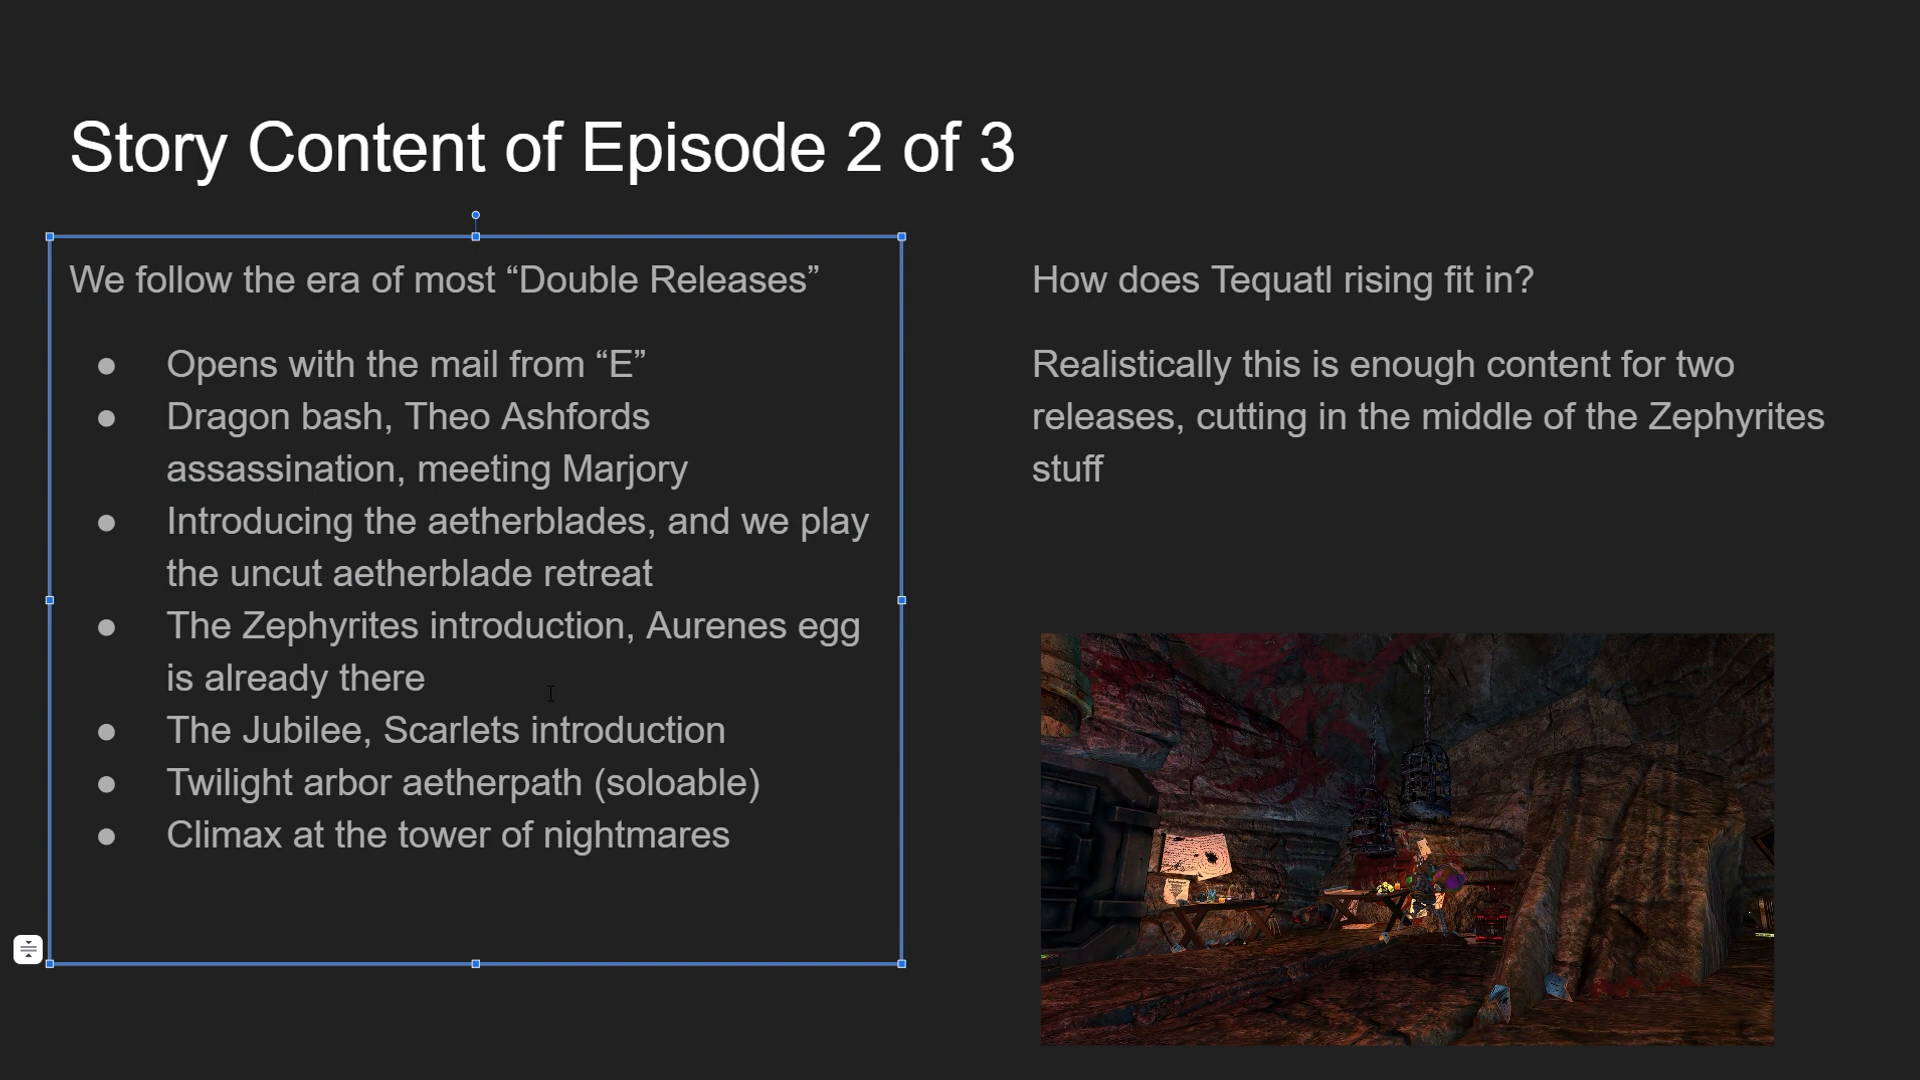 Story Content of Episode 2 of 3
We follow the era of most “Double Releases”
● Opens with the mail from “E”
● Dragon bash, Theo Ashfords
assassination, meeting Marjory
● Introducing the aetherblades, and we play
the uncut aetherblade retreat
● The Zephyrites introduction, Aurenes egg
is already there
● The Jubilee, Scarlets introduction
● Twilight arbor aetherpath (soloable)
● Climax at the tower of nightmares
How does Tequatl rising fit in?
Realistically this is enough content for two
releases, cutting in the middle of the Zephyrites
stuff